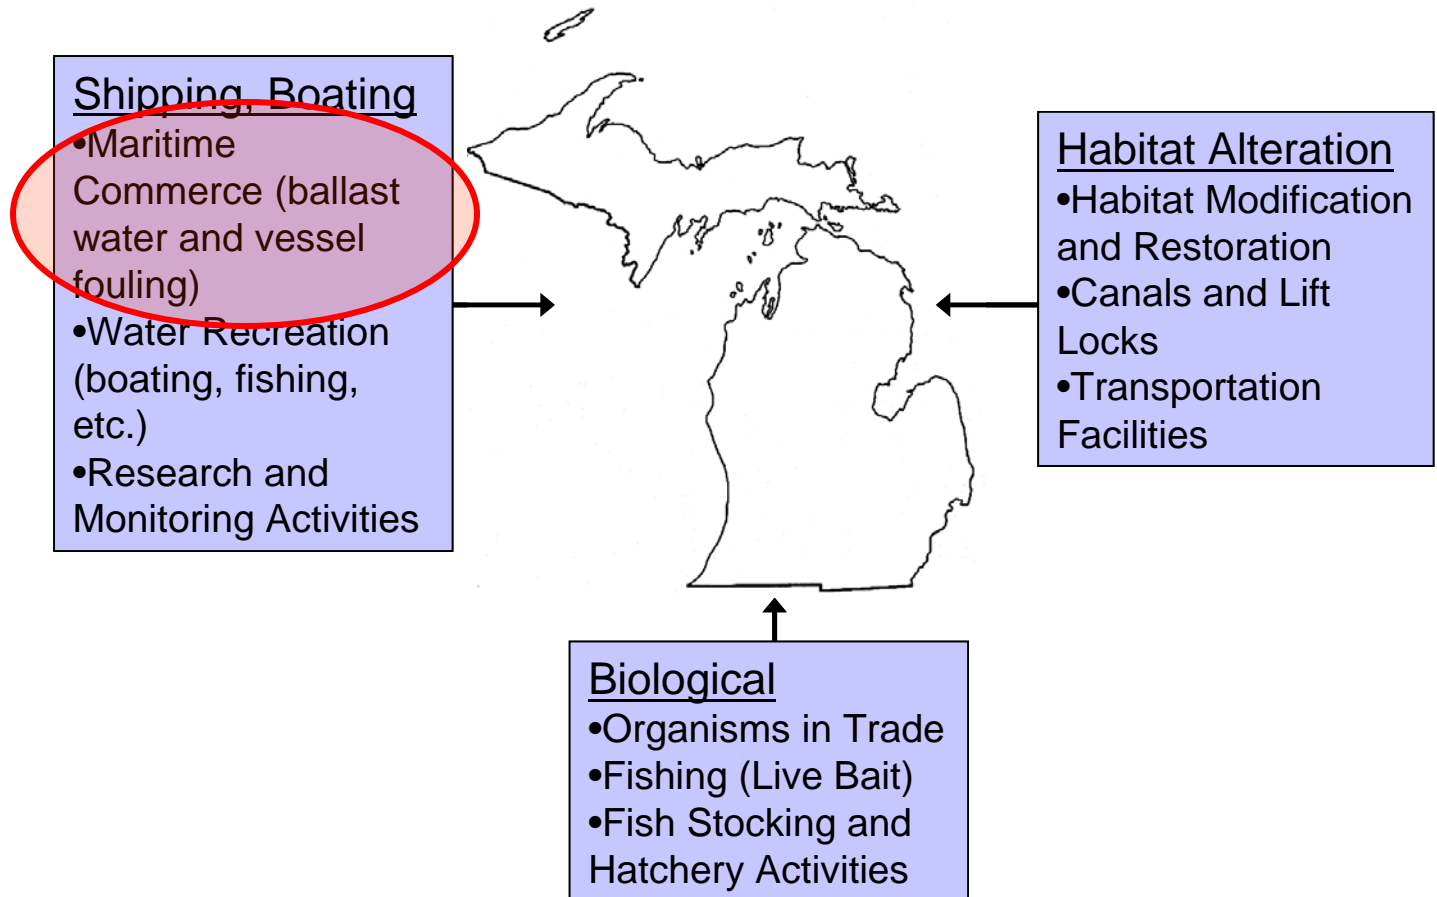 Shipping, Boating
•Maritime
Commerce (ballast
water and vessel
fouling)
•Water Recreation
(boating, fishing,
etc.)
•Research and
Monitoring Activities
Habitat Alteration
•Habitat Modification
and Restoration
•Canals and Lift
Locks
•Transportation
Facilities
Biological
•Organisms in Trade
•Fishing (Live Bait)
•Fish Stocking and
Hatchery Activities